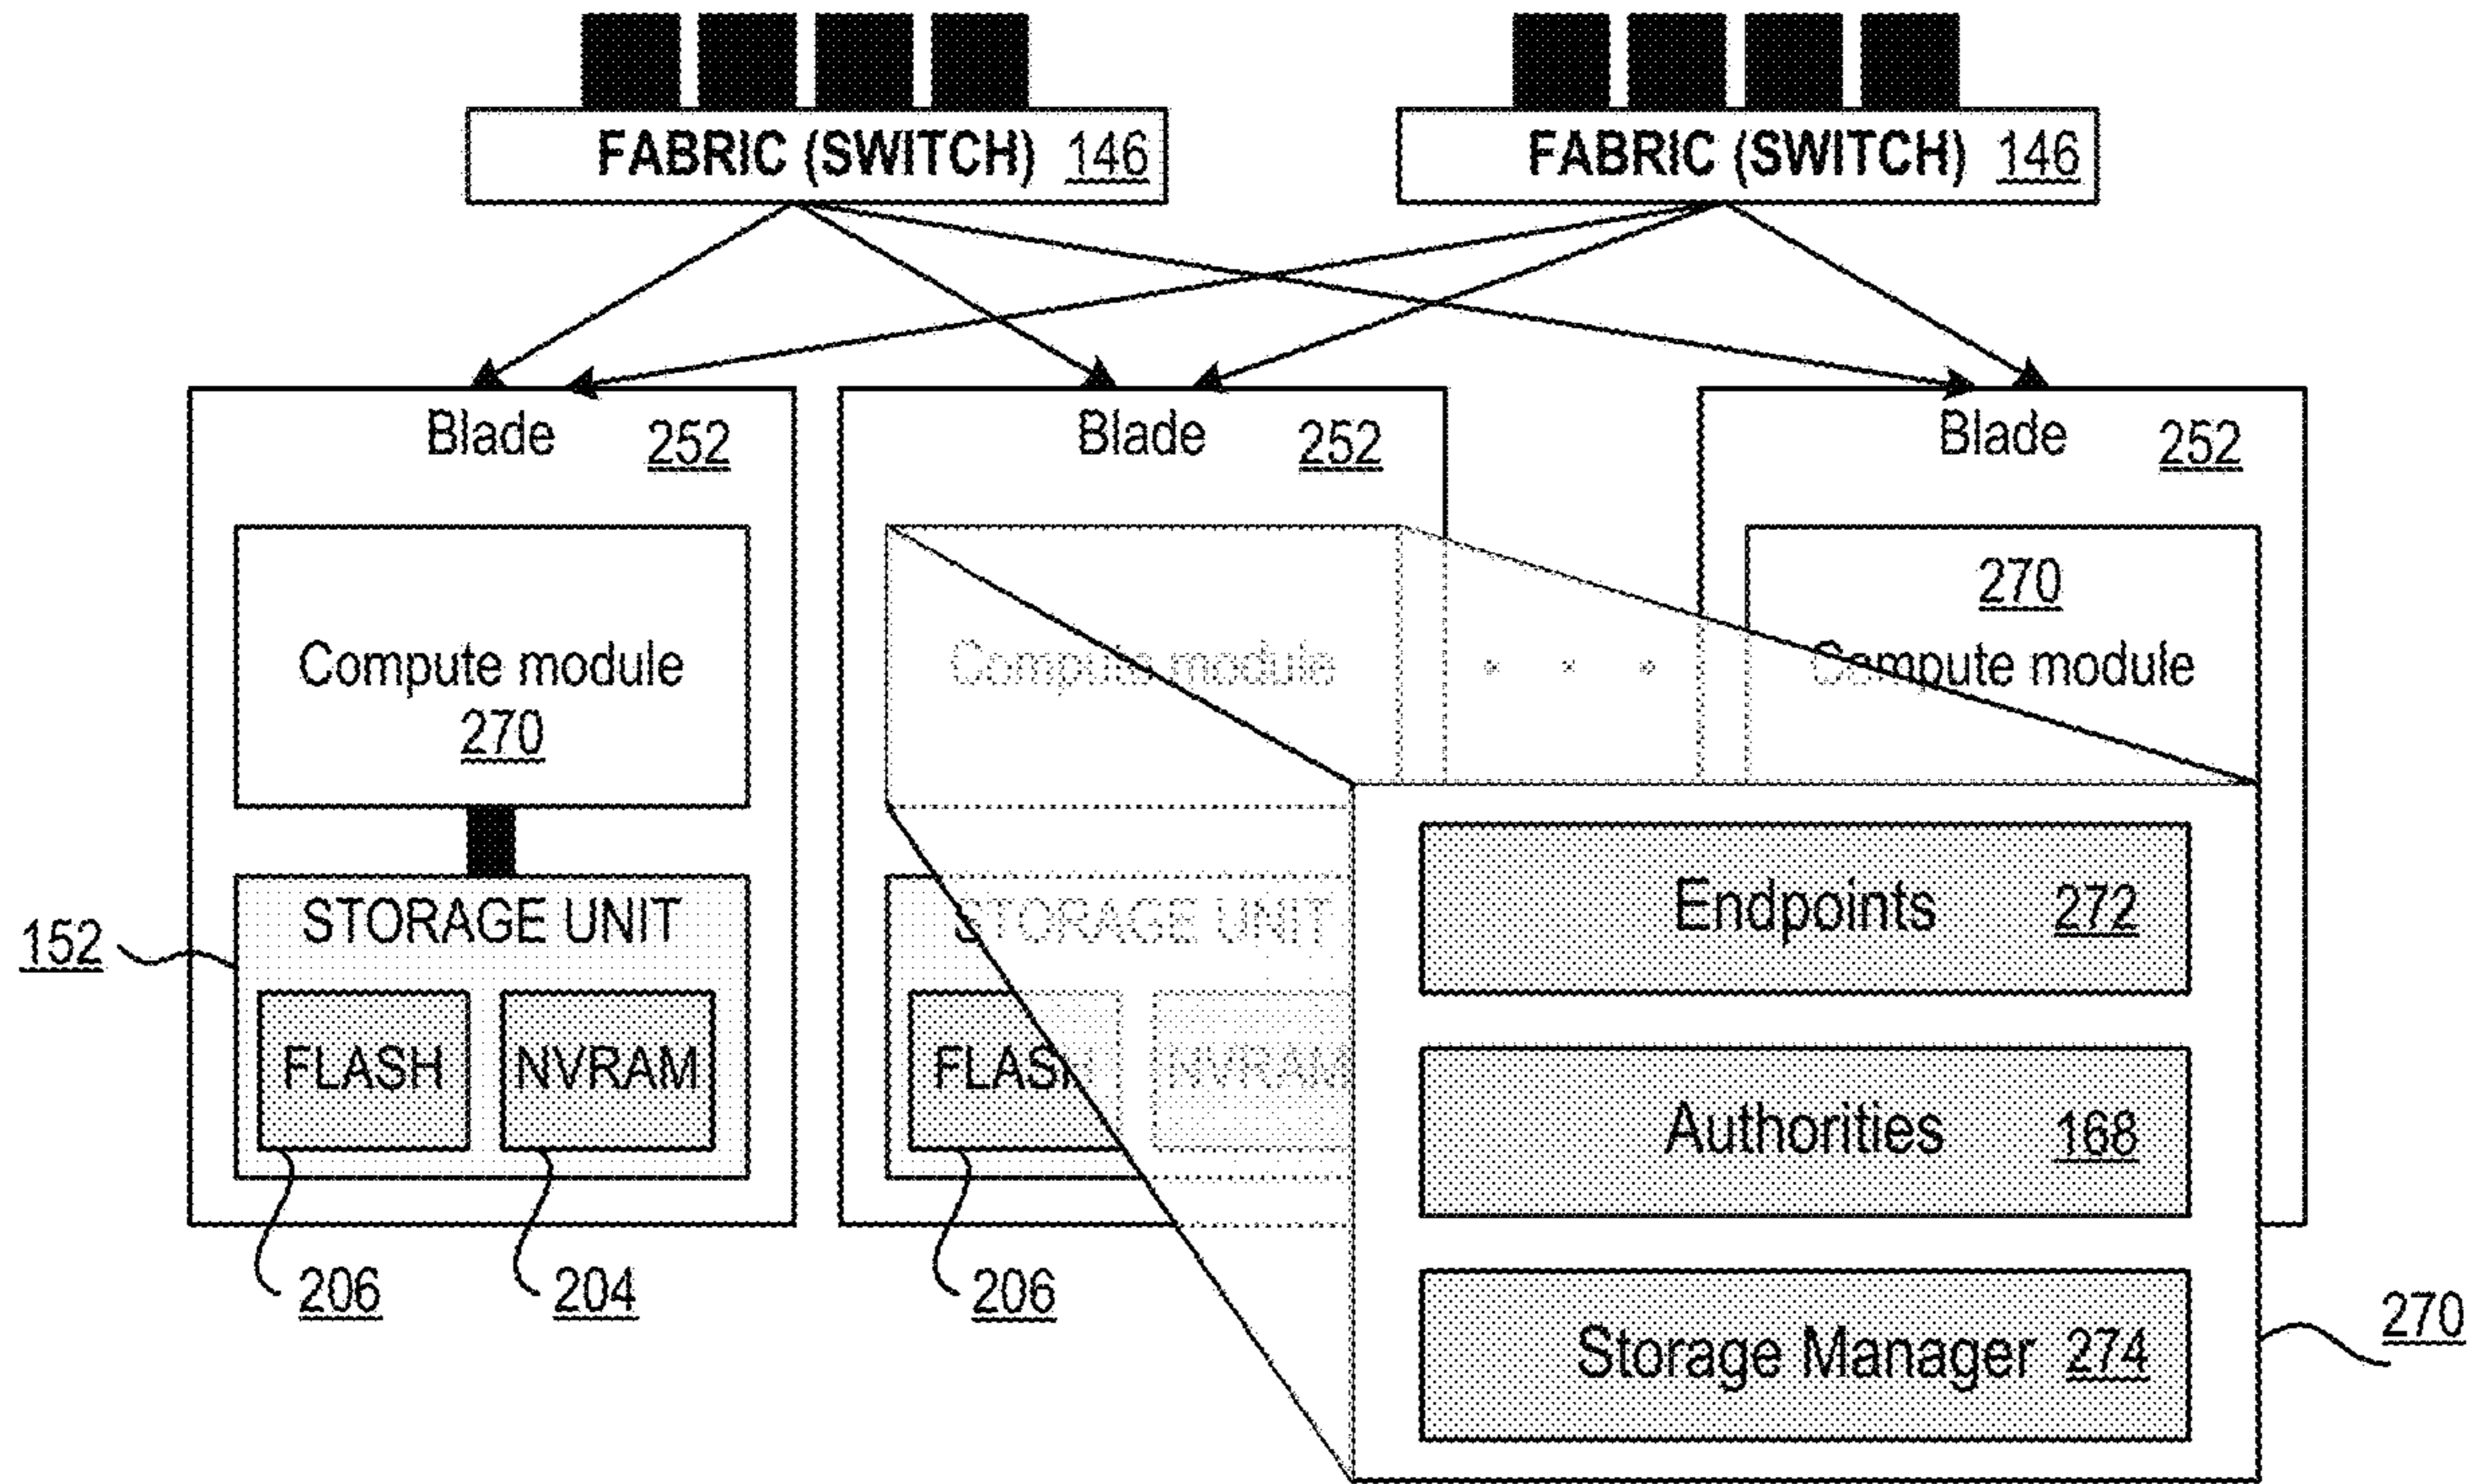 FABRIC (SWITCH) 146
FABRIC (SWITCH) 146
Blade 252
Blade 252
Blade 252
Compute module
270
Compute module
270
Compute module
STORAGE UNIT
152
FLASH
NVRAM
STORAGE UNIT
FLASH
NVRAM
206
204
206
Endpoints 272
Authorities 168
Storage Manager 274
270